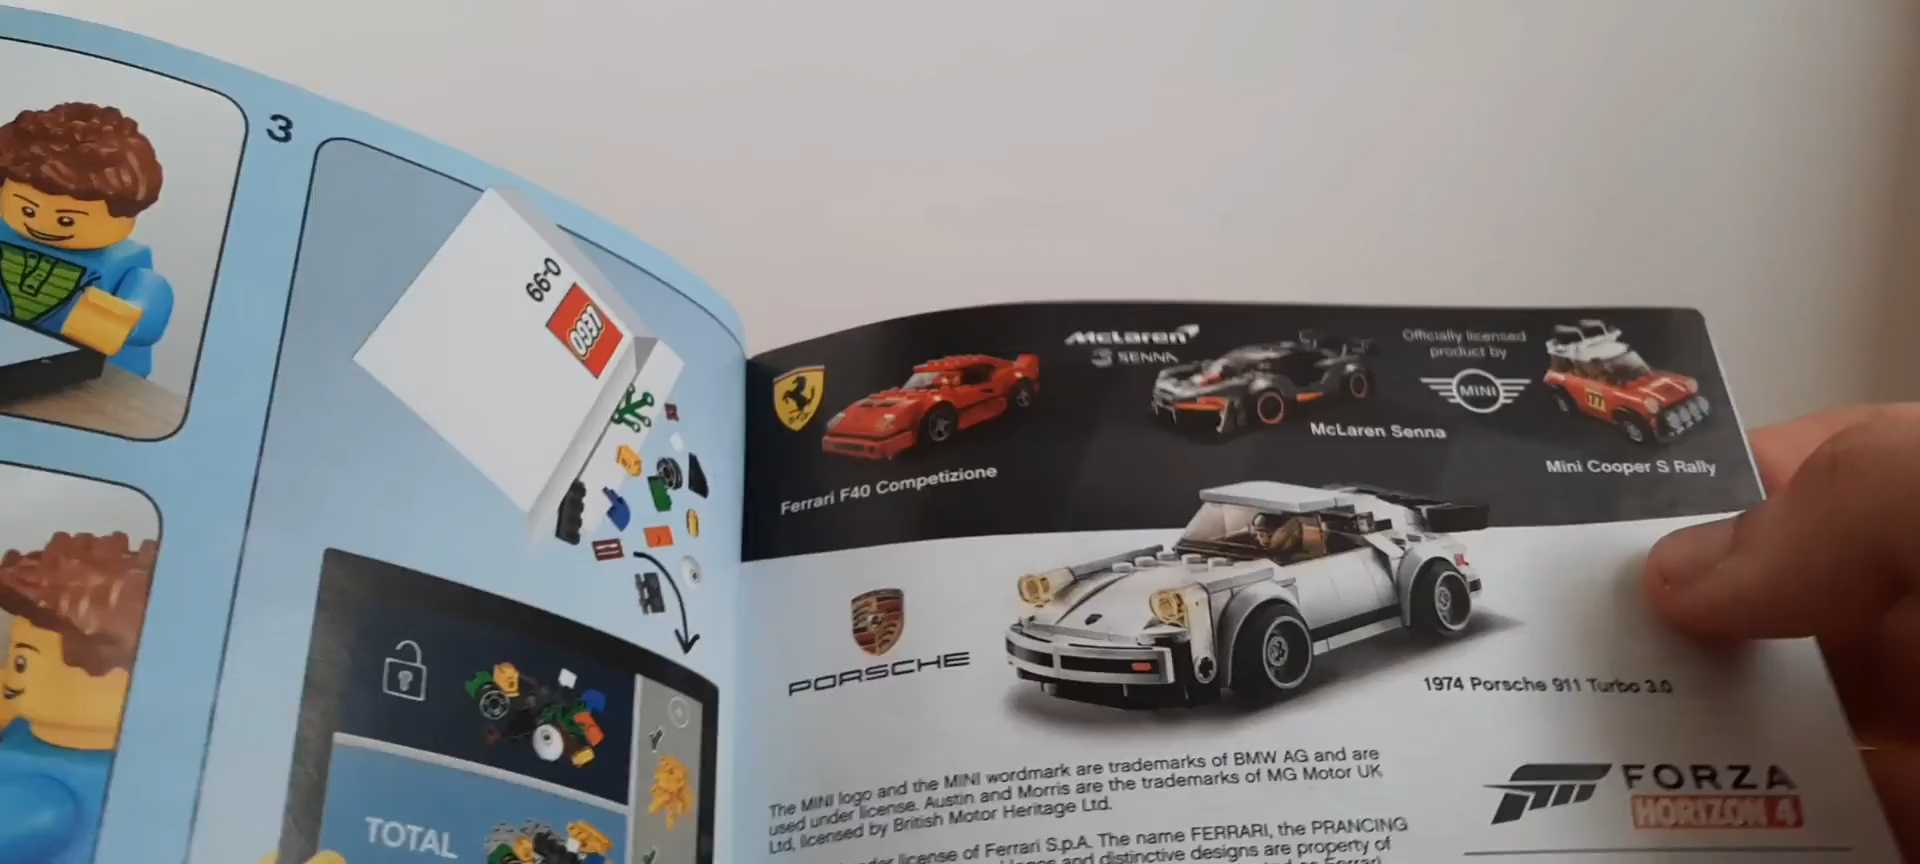 3
0-99
LEGO
TOTAL
McLaren
SENNA
Officially licensed
product by
MINI
177
Ferrari F40 Competizione
McLaren Senna
Mini Cooper S Rally
PORSCHE
1974 Porsche 911 Turbo 3.0
The MINI logo and the MINI wordmark are trademarks of BMW AG and are
used under license. Austin and Morris are the trademarks of MG Motor UK
Ltd, licensed by British Motor Heritage Ltd.
license of Ferrari S.p.A. The name FERRARI, the PRANCING
and distinctive designs are property of
Ferrari
FORZA
HORIZON 4